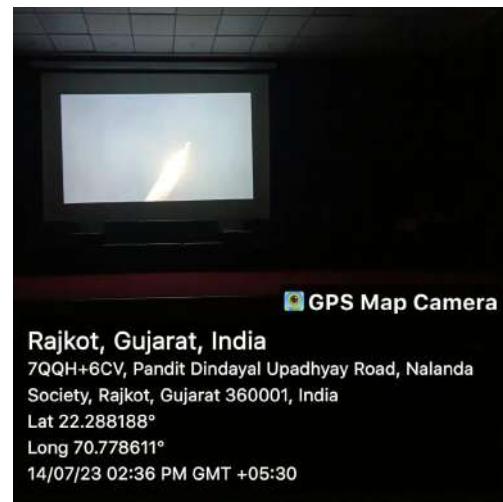 GPS Map Camera
Rajkot, Gujarat, India
7QQH+6CV, Pandit Dindayal Upadhyay Road, Nalanda
Society, Rajkot, Gujarat 360001, India
Lat 22.288188°
Long 70.778611°
14/07/23 02:36 PM GMT +05:30